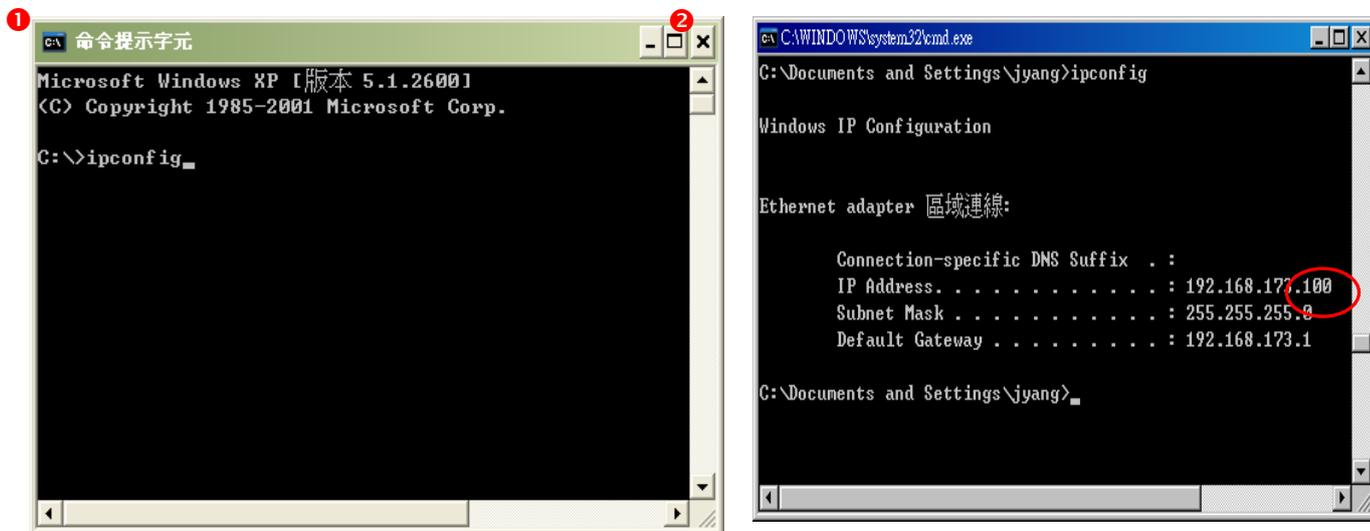 ❶
命令提示字元
Microsoft Windows XP [版本 5.1.2600]
(C) Copyright 1985-2001 Microsoft Corp.
C:\>ipconfig_
❷
C:\WINDOWS\system32\cmd.exe
C:\Documents and Settings\jyang>ipconfig
Windows IP Configuration
Ethernet adapter 區域連線:
Connection-specific DNS Suffix . :
IP Address. . . . . . . . . . . . : 192.168.173.100
Subnet Mask . . . . . . . . . . . : 255.255.255.0
Default Gateway . . . . . . . . . : 192.168.173.1
C:\Documents and Settings\jyang>_